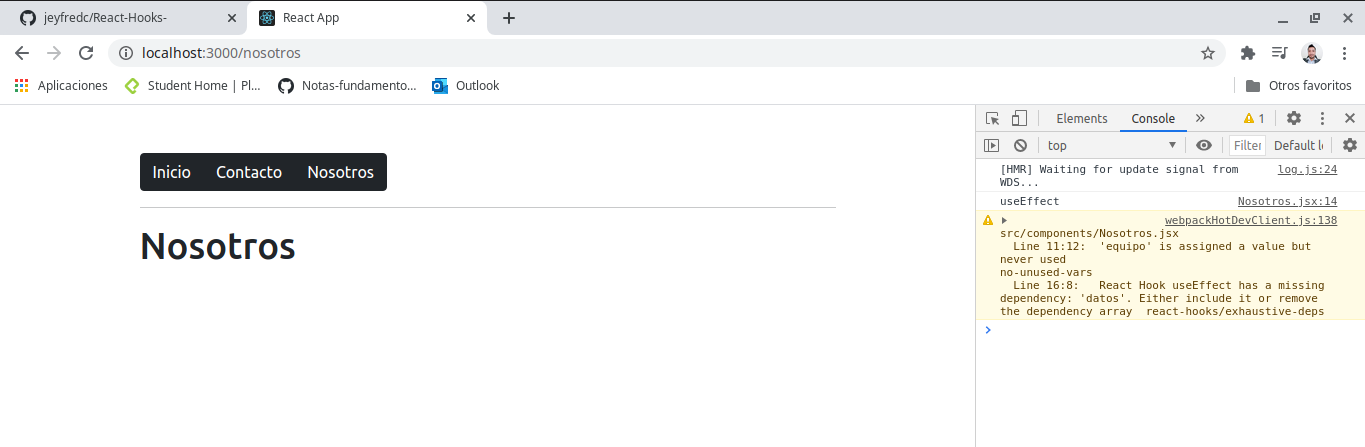 jeyfredc/React-Hooks-
React App
localhost:3000/nosotros
Aplicaciones
Student Home | Pl...
Notas-fundamento...
Outlook
Otros favoritos
Inicio
Contacto
Nosotros
Nosotros
Elements
Console
1
top
Filter
Default l
[HMR] Waiting for update signal from log.js:24
WDS...
useEffect Nosotros.jsx:14
webpackHotDevClient.js:138
src/components/Nosotros.jsx
Line 11:12: 'equipo' is assigned a value but
never used
no-unused-vars
Line 16:8: React Hook useEffect has a missing
dependency: 'datos'. Either include it or remove
the dependency array react-hooks/exhaustive-deps